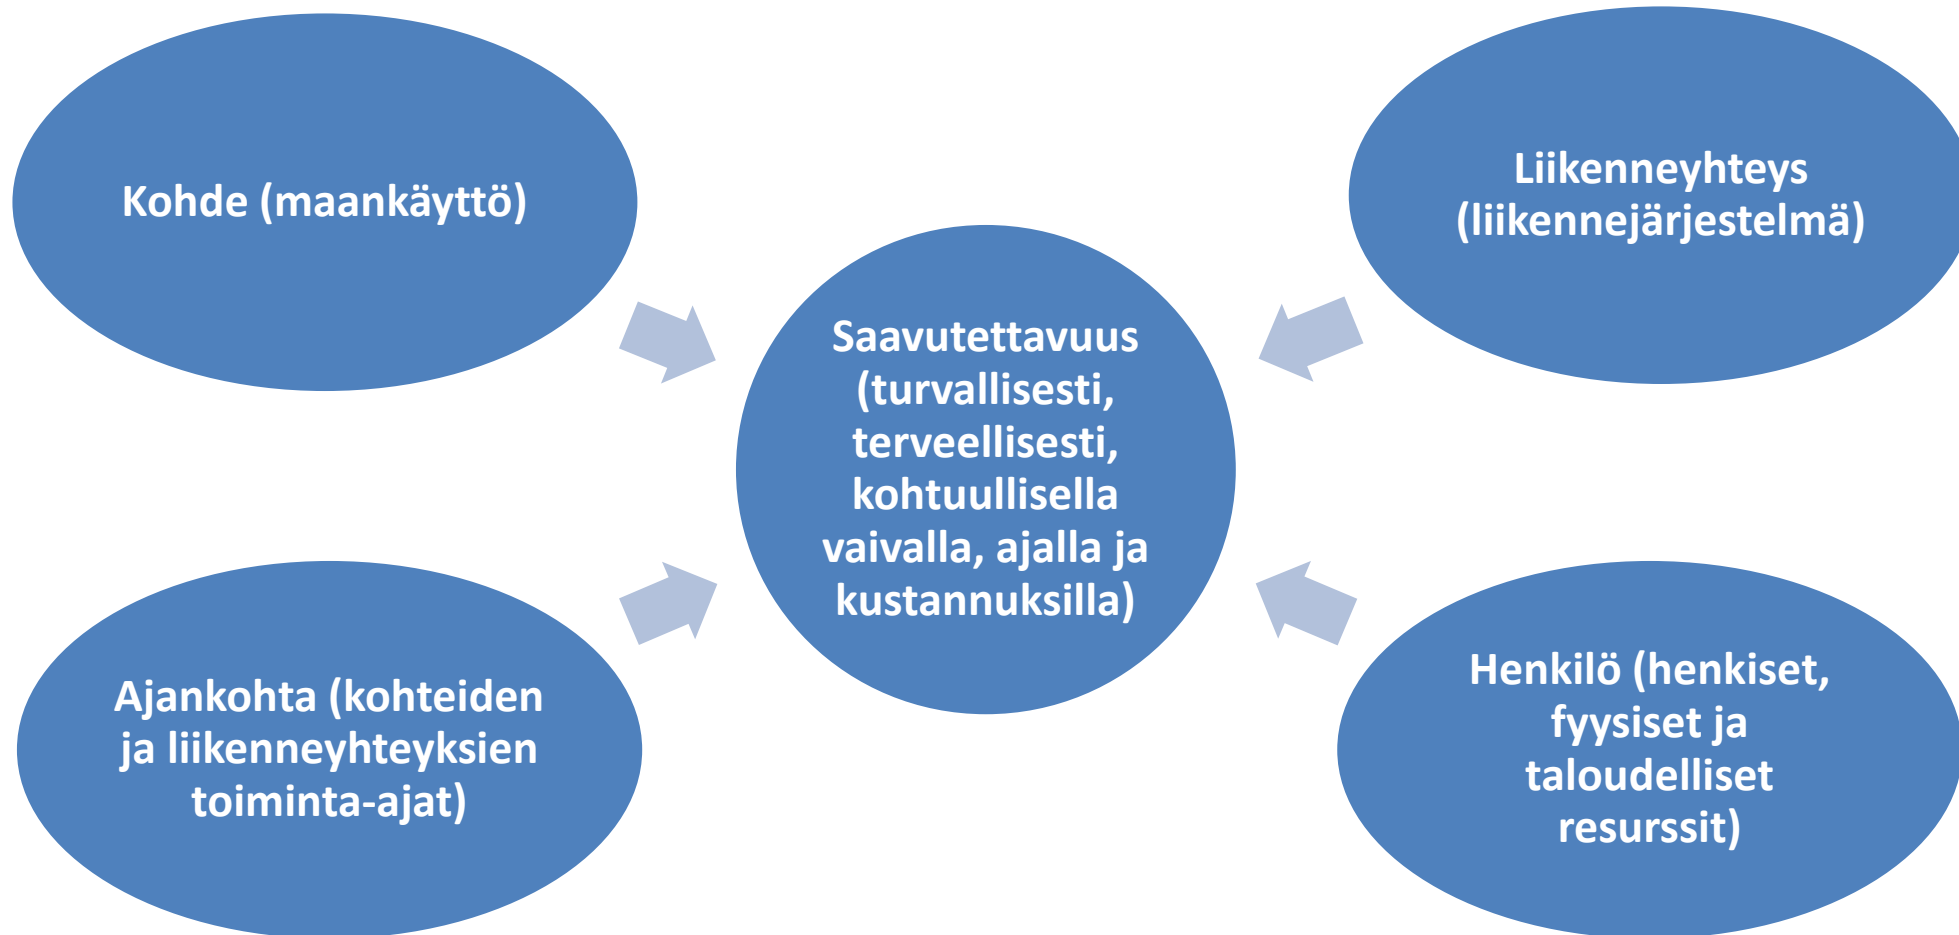 Kohde (maankäyttö)
Liikenneyhteys
(liikennejärjestelmä)
Saavutettavuus
(turvallisesti,
terveellisesti,
kohtuullisella
vaivalla, ajalla ja
kustannuksilla)
Ajankohta (kohteiden
ja liikenneyhteyksien
toiminta-ajat)
Henkilö (henkiset,
fyysiset ja
taloudelliset
resurssit)